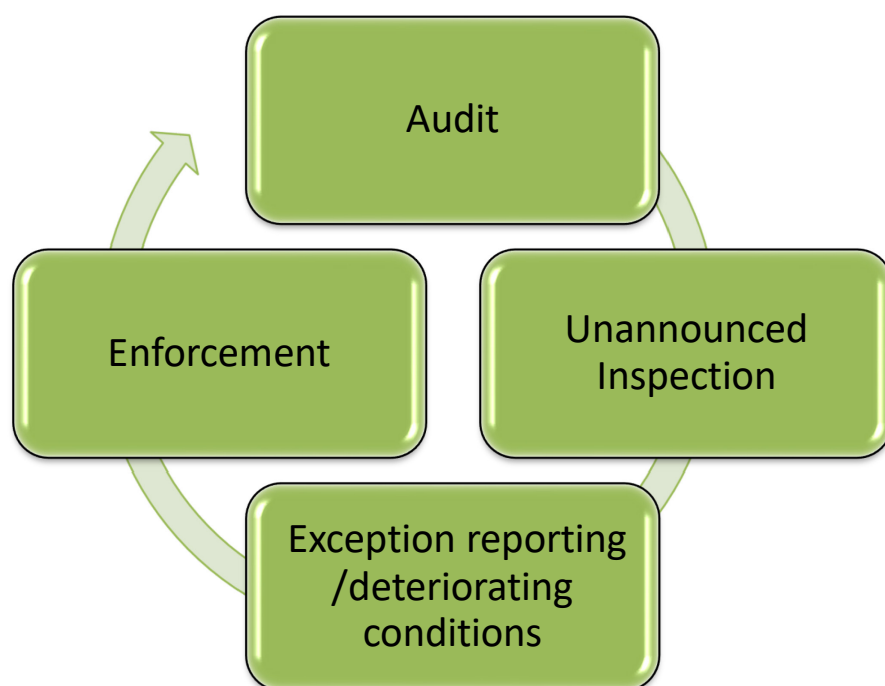 Audit
Unannounced
Inspection
Exception reporting
/deteriorating
conditions
Enforcement